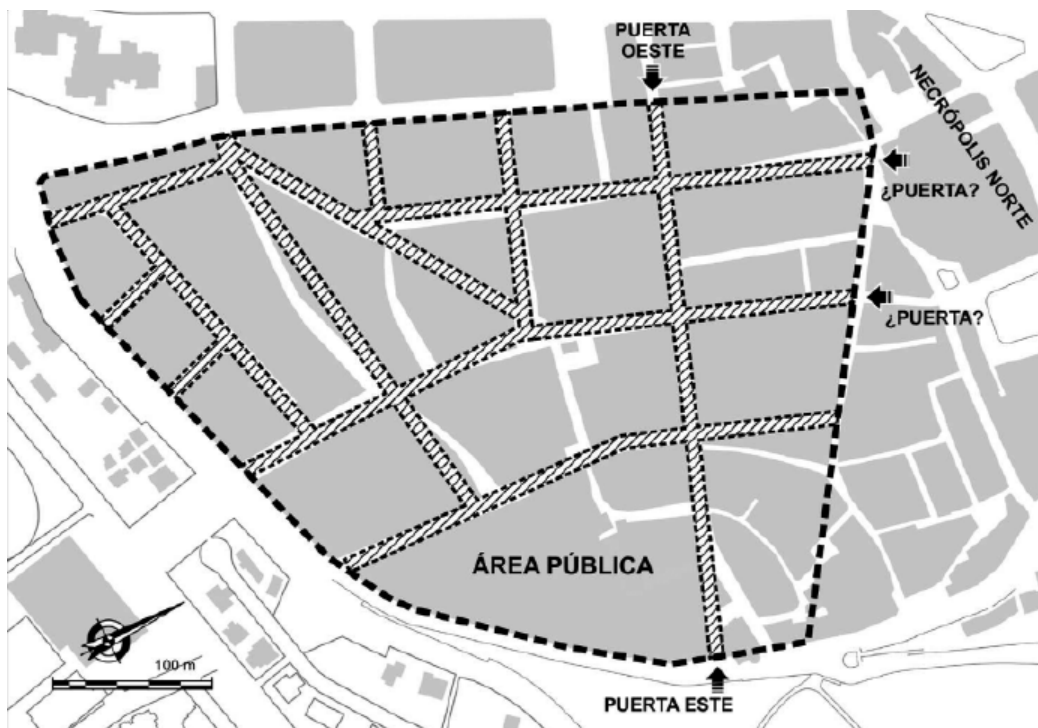 PUERTA
OESTE
NECRÓPOLIS NORTE
¿PUERTA?
¿PUERTA?
ÁREA PÚBLICA
100 m
PUERTA ESTE